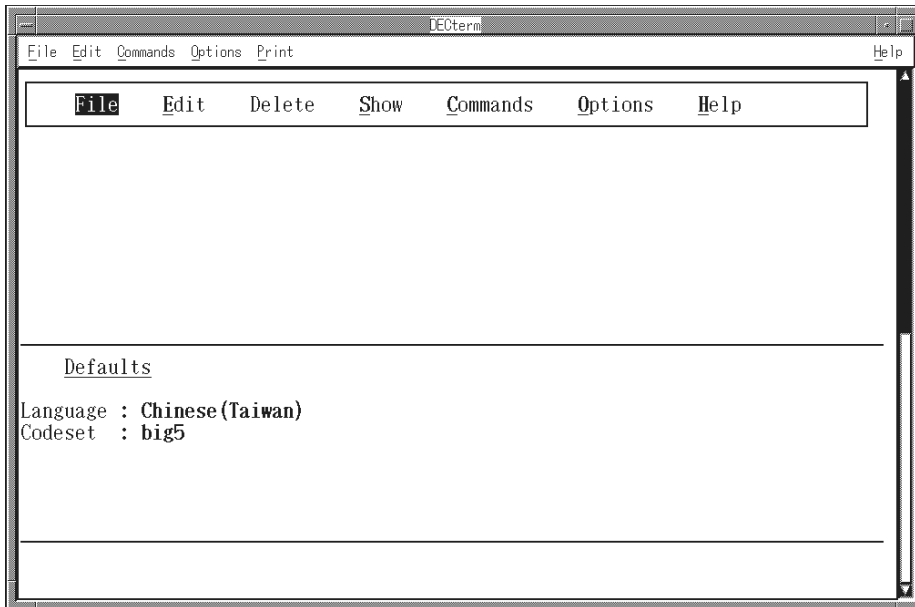 DECterm
File Edit Commands Options Print Help
File Edit Delete Show Commands Options Help
Defaults
Language : Chinese(Taiwan)
Codeset : big5